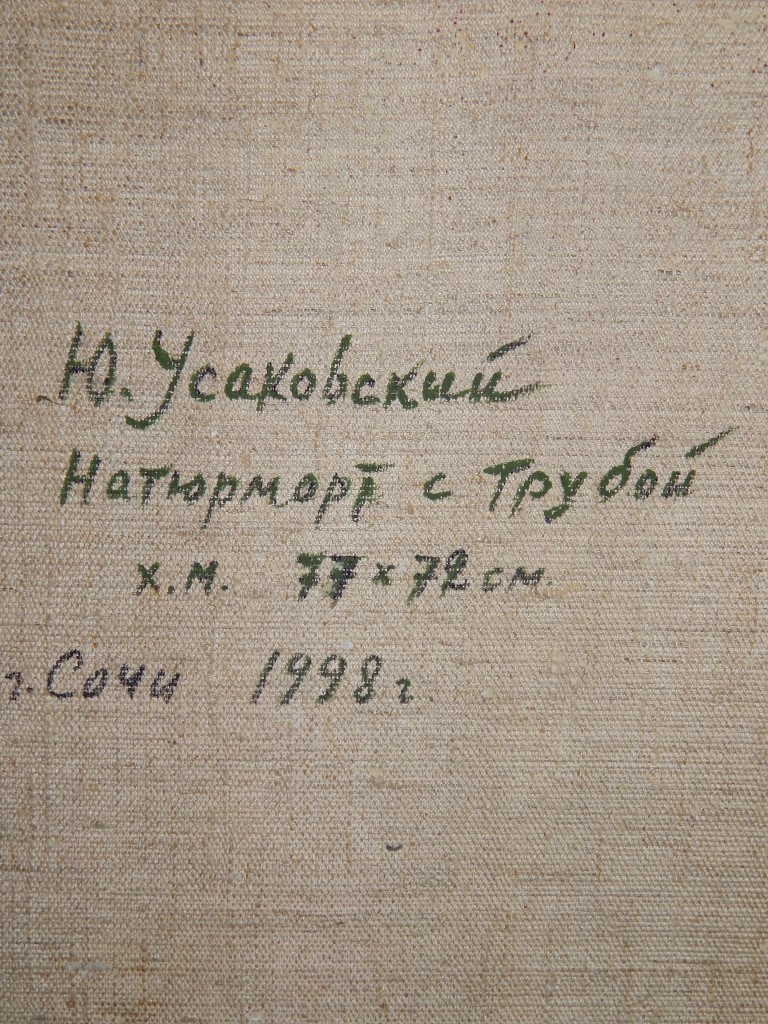 Ю. Усаковский
Натюрморт с Трубой
х.м. 77 х 72 см.
г. Сочи 1998 г.